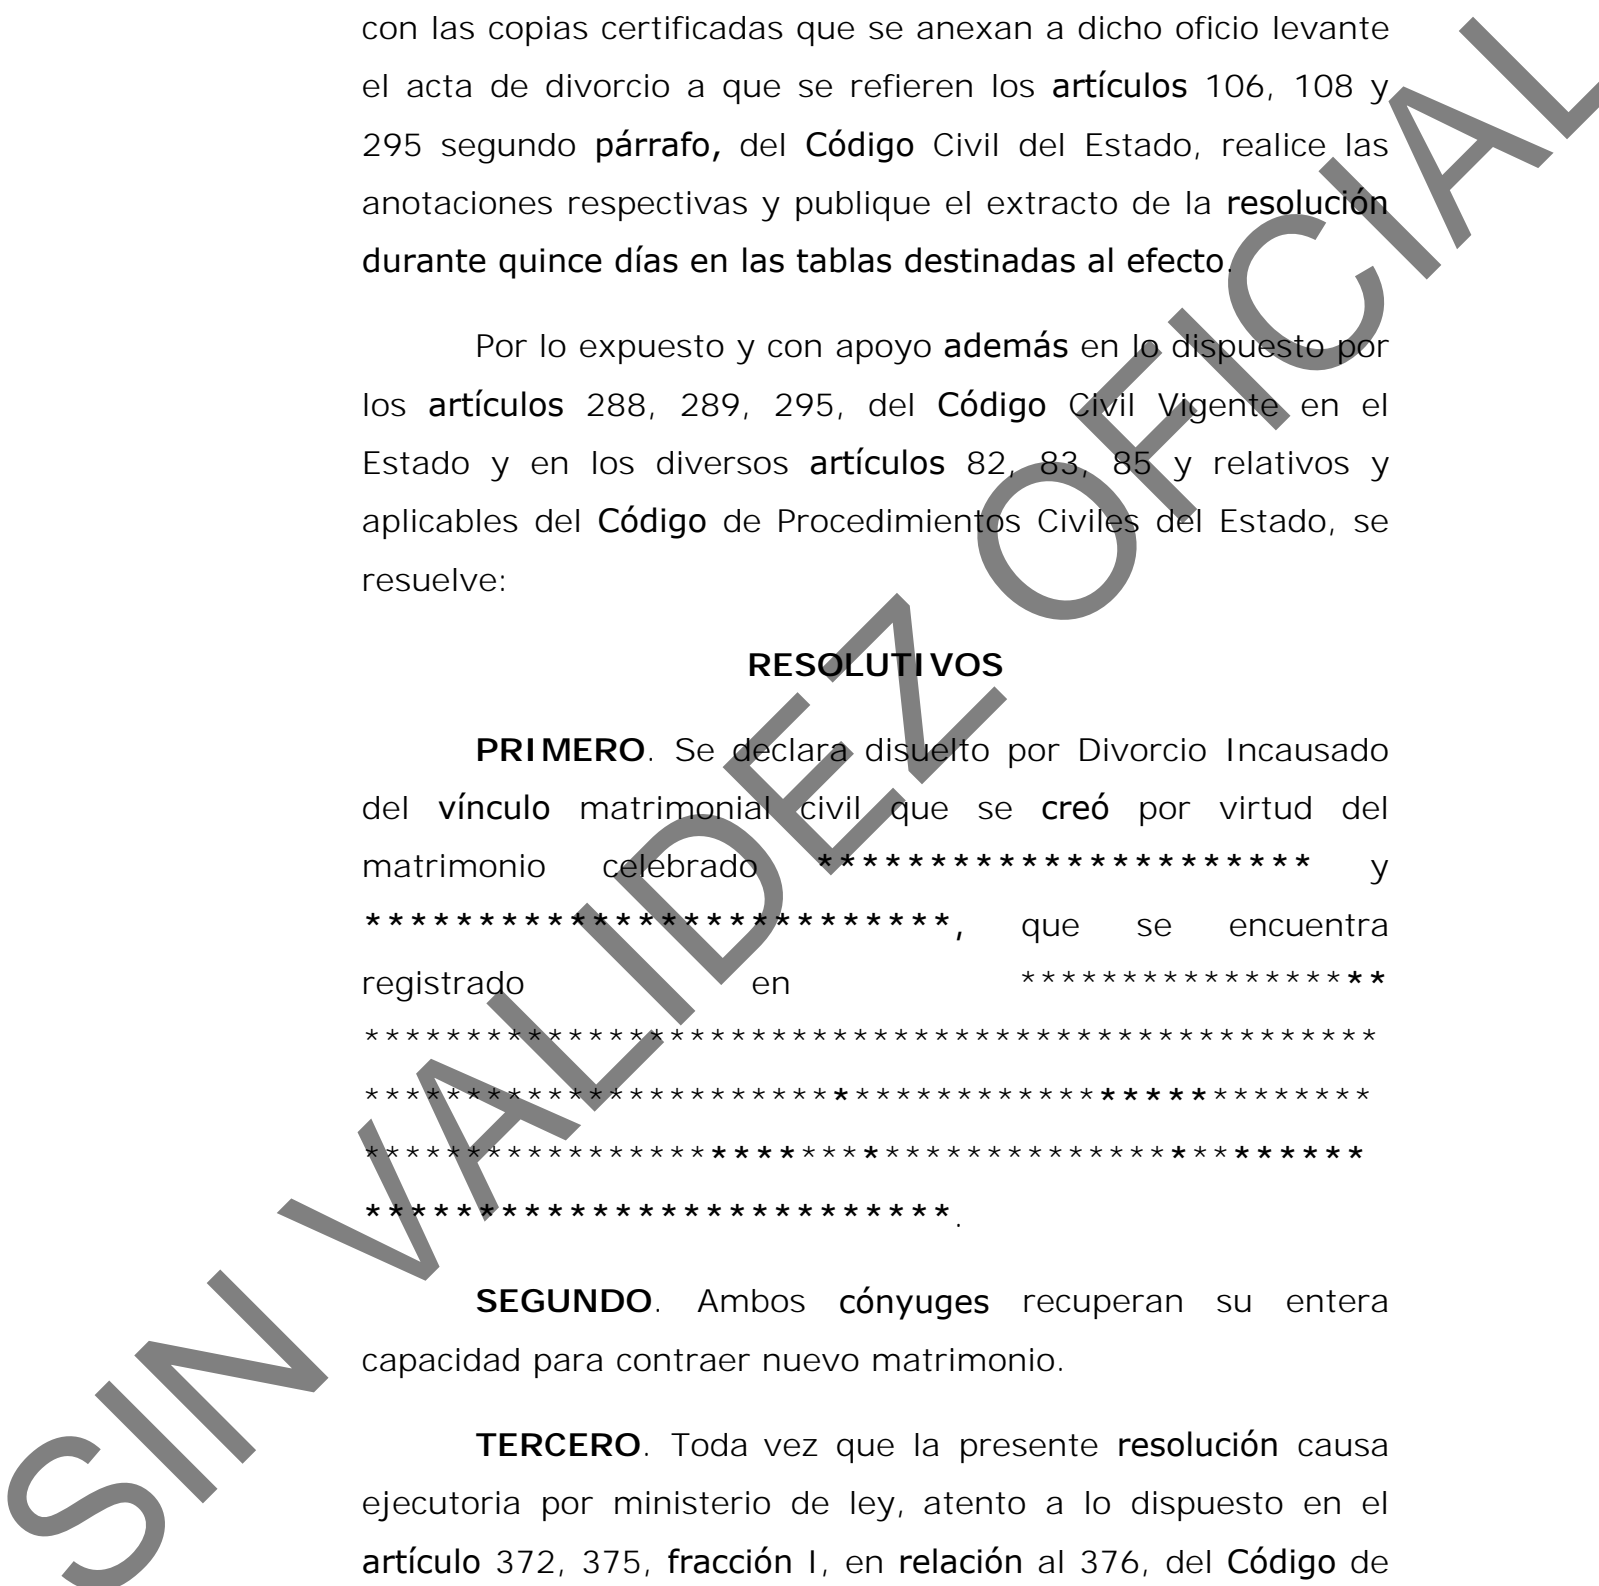 con las copias certificadas que se anexan a dicho oficio levante
el acta de divorcio a que se refieren los artículos 106, 108 y
295 segundo párrafo, del Código Civil del Estado, realice las
anotaciones respectivas y publique el extracto de la resolución
durante quince días en las tablas destinadas al efecto.
Por lo expuesto y con apoyo además en lo dispuesto por
los artículos 288, 289, 295, del Código Civil Vigente en el
Estado y en los diversos artículos 82, 83, 85 y relativos y
aplicables del Código de Procedimientos Civiles del Estado, se
resuelve:
RESOLUTIVOS
PRIMERO. Se declara disuelto por Divorcio Incausado
del vínculo matrimonial civil que se creó por virtud del
matrimonio celebrado ********************** y
**************************, que se encuentra
registrado en ******************
**************************************************
*************************************************
************************************************
**************************.
SEGUNDO. Ambos cónyuges recuperan su entera
capacidad para contraer nuevo matrimonio.
TERCERO. Toda vez que la presente resolución causa
ejecutoria por ministerio de ley, atento a lo dispuesto en el
artículo 372, 375, fracción I, en relación al 376, del Código de
SIN VALIDEZ OFICIAL